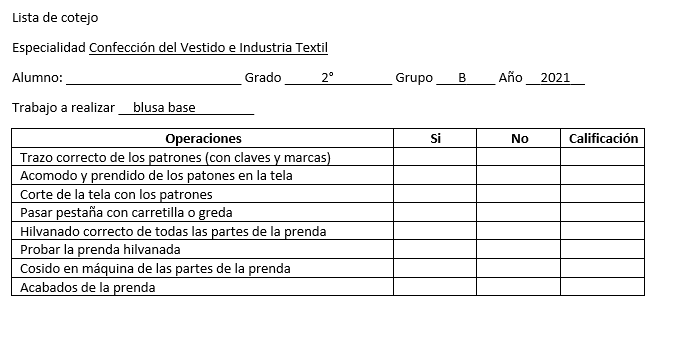 Lista de cotejo
Especialidad Confección del Vestido e Industria Textil
Alumno: __________________________ Grado ______2°_________ Grupo ___B____ Año __2021__
Trabajo a realizar __blusa base_________
Operaciones Si No Calificación
Trazo correcto de los patrones (con claves y marcas)
Acomodo y prendido de los patones en la tela
Corte de la tela con los patrones
Pasar pestaña con carretilla o greda
Hilvanado correcto de todas las partes de la prenda
Probar la prenda hilvanada
Cosido en máquina de las partes de la prenda
Acabados de la prenda